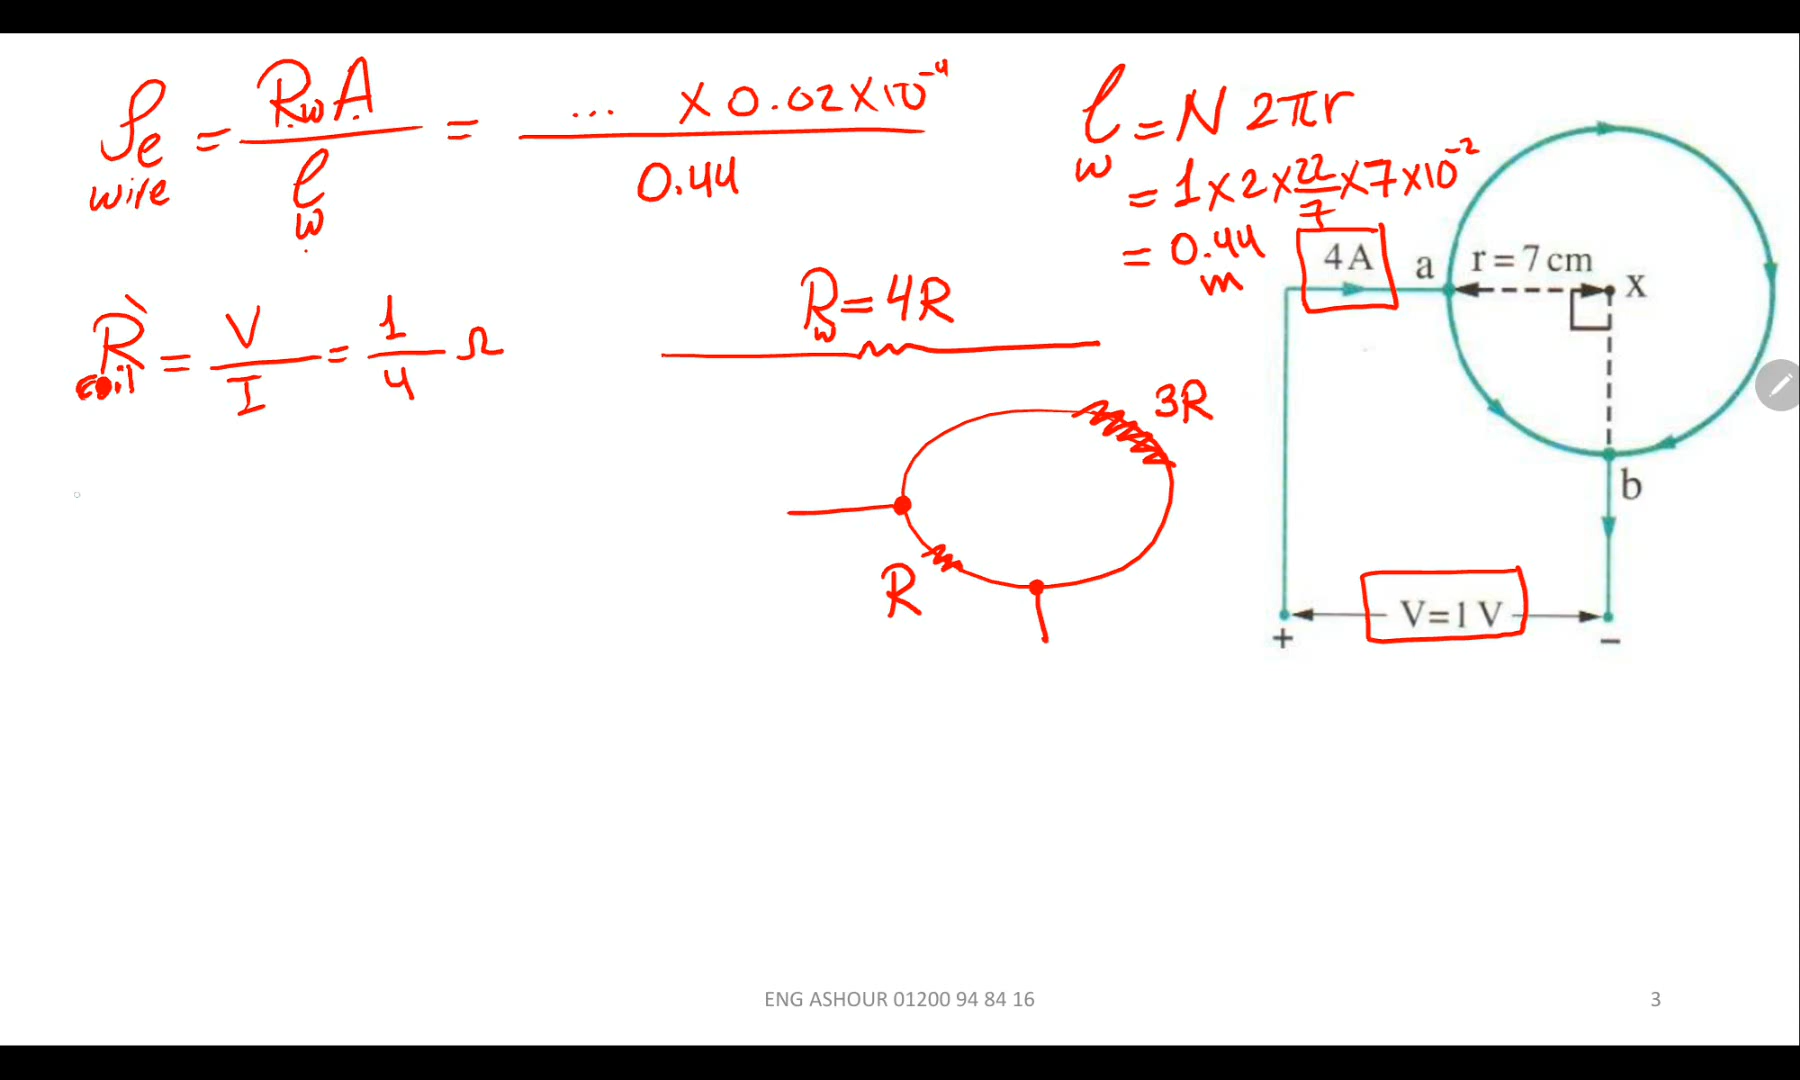 ρe wire = RwA / ℓw = ... × 0.02×10⁻⁴ / 0.44
ℓw = N 2πr
= 1×2×22/7×7×10⁻²
= 0.44 m
4A a r = 7 cm x
R`coil = V/I = 1/4 Ω
Rw = 4R
3R
b
R
V=1 V
+ −
ENG ASHOUR 01200 94 84 16 3